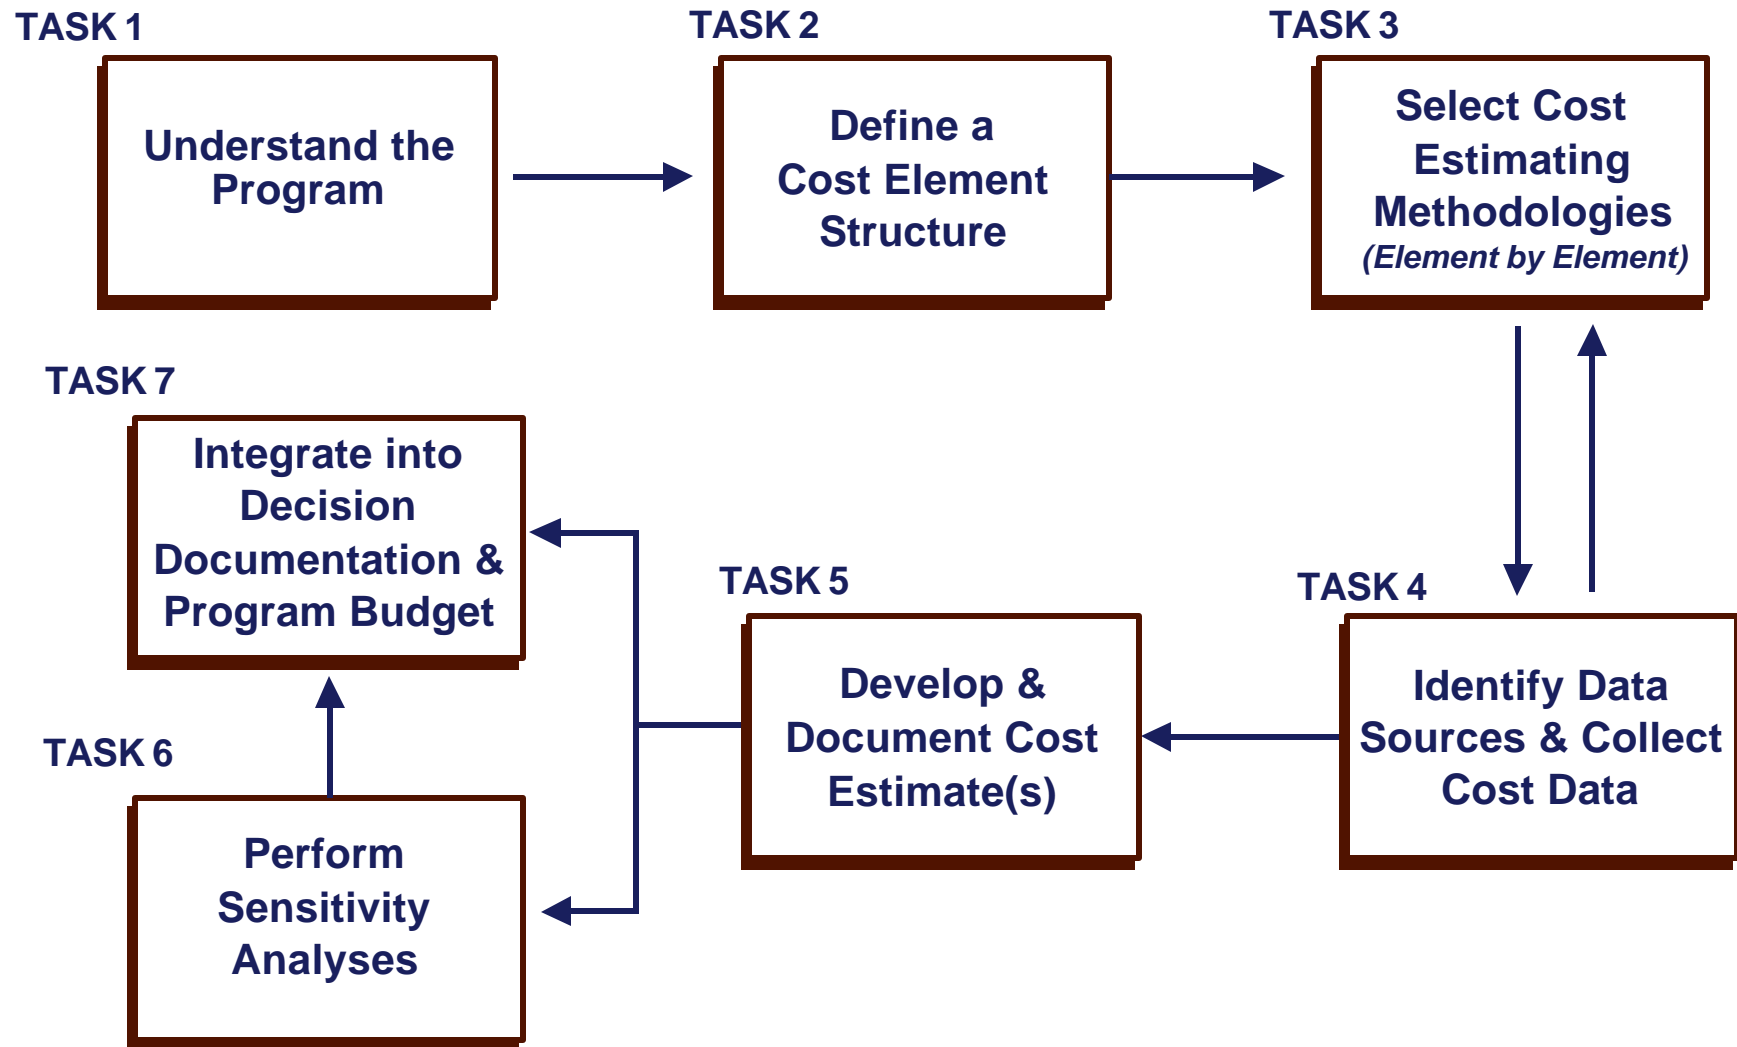 TASK 1
Understand the
Program
TASK 2
Define a
Cost Element
Structure
TASK 3
Select Cost
Estimating
Methodologies
(Element by Element)
TASK 4
Identify Data
Sources & Collect
Cost Data
TASK 5
Develop &
Document Cost
Estimate(s)
TASK 6
Perform
Sensitivity
Analyses
TASK 7
Integrate into
Decision
Documentation &
Program Budget